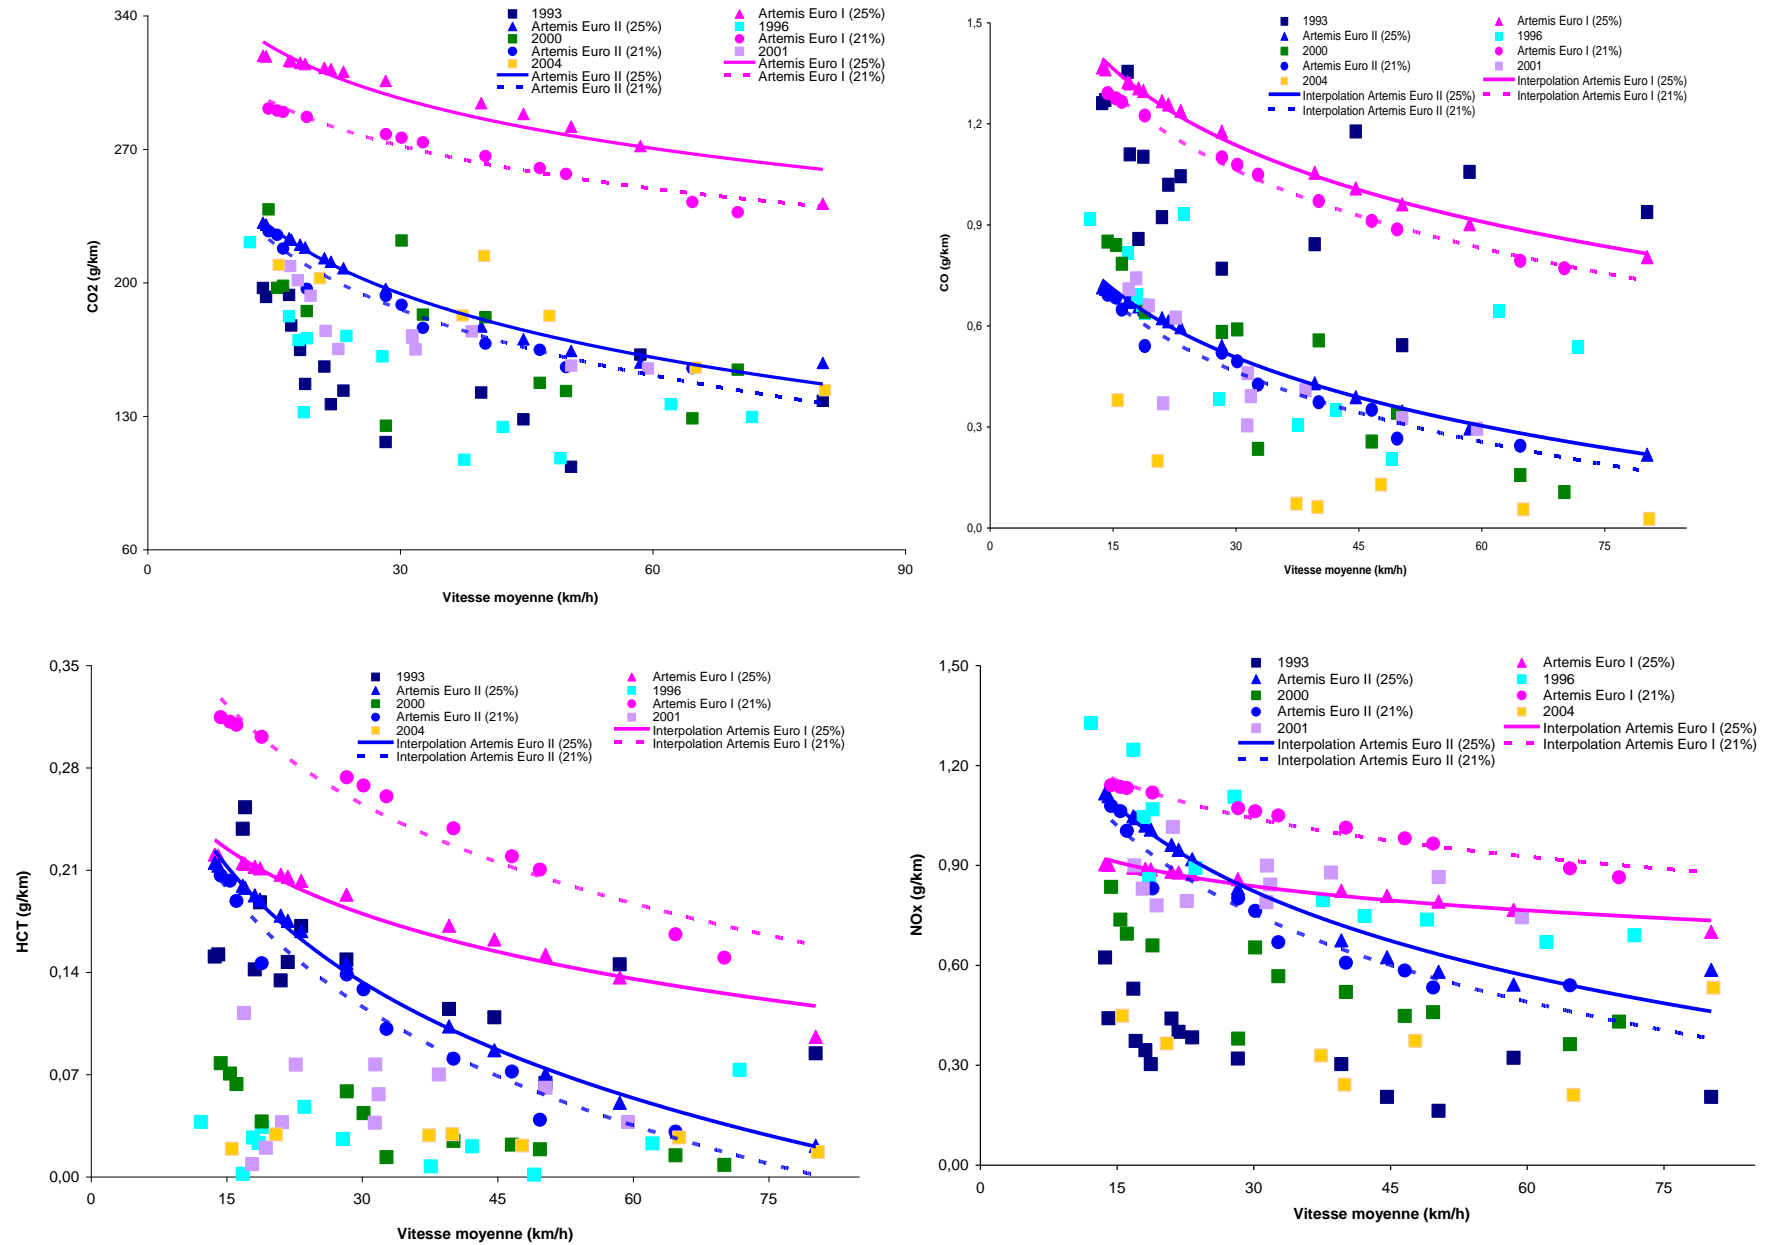 340
270
200
130
60
CO2 (g/km)
0
30
60
90
Vitesse moyenne (km/h)
1993
Artemis Euro I (25%)
Artemis Euro II (25%)
1996
2000
Artemis Euro I (21%)
Artemis Euro II (21%)
2001
2004
Artemis Euro I (25%)
Artemis Euro II (25%)
Artemis Euro I (21%)
Artemis Euro II (21%)
1,5
1,2
0,9
0,6
0,3
0,0
CO (g/km)
0
15
30
45
60
75
Vitesse moyenne (km/h)
1993
Artemis Euro I (25%)
Artemis Euro II (25%)
1996
2000
Artemis Euro I (21%)
Artemis Euro II (21%)
2001
2004
Interpolation Artemis Euro I (25%)
Interpolation Artemis Euro II (25%)
Interpolation Artemis Euro I (21%)
Interpolation Artemis Euro II (21%)
0,35
0,28
0,21
0,14
0,07
0,00
HCT (g/km)
0
15
30
45
60
75
Vitesse moyenne (km/h)
1993
Artemis Euro I (25%)
Artemis Euro II (25%)
1996
2000
Artemis Euro I (21%)
Artemis Euro II (21%)
2001
2004
Interpolation Artemis Euro I (25%)
Interpolation Artemis Euro II (25%)
Interpolation Artemis Euro I (21%)
Interpolation Artemis Euro II (21%)
1,50
1,20
0,90
0,60
0,30
0,00
NOx (g/km)
0
15
30
45
60
75
Vitesse moyenne (km/h)
1993
Artemis Euro I (25%)
Artemis Euro II (25%)
1996
2000
Artemis Euro I (21%)
Artemis Euro II (21%)
2004
2001
Interpolation Artemis Euro I (25%)
Interpolation Artemis Euro II (25%)
Interpolation Artemis Euro I (21%)
Interpolation Artemis Euro II (21%)